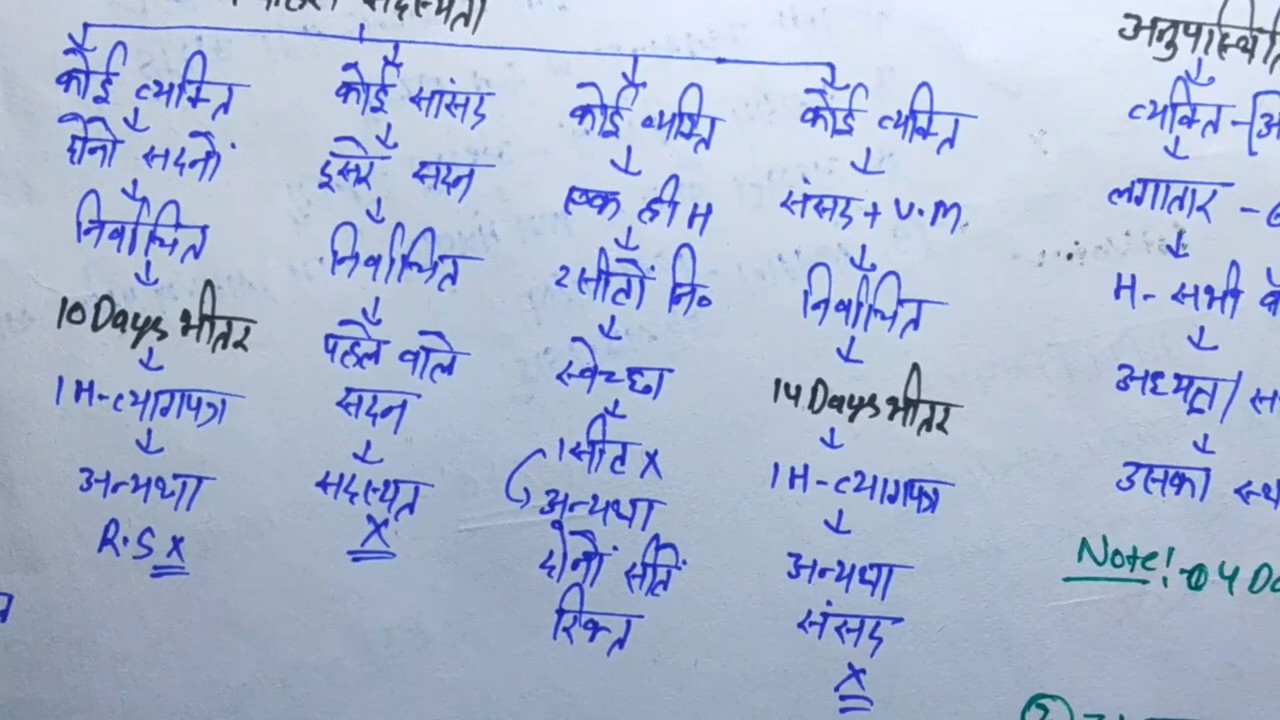 सदस्यता
कोई व्यक्ति
दोनो सदनों
निर्वाचित
10 Days भीतर
1H-त्यागपत्र
अन्यथा
R.S x
कोई सांसद
दूसरे सदन
निर्वाचित
पहले वाले
सदन
सदस्यत
X
कोई व्यक्ति
एक ही H
2 सीटों नि०
स्वेच्छा
1 सीट x
अन्यथा
दोनों सीटें
रिक्त
कोई व्यक्ति
संसद + V.M.
निर्वाचित
14 Days भीतर
1H-त्यागपत्र
अन्यथा
संसद
X
अनुपस्थि
व्यक्ति-
लगातार -
H- सभी
अध्यक्ष/
उसका
Note!